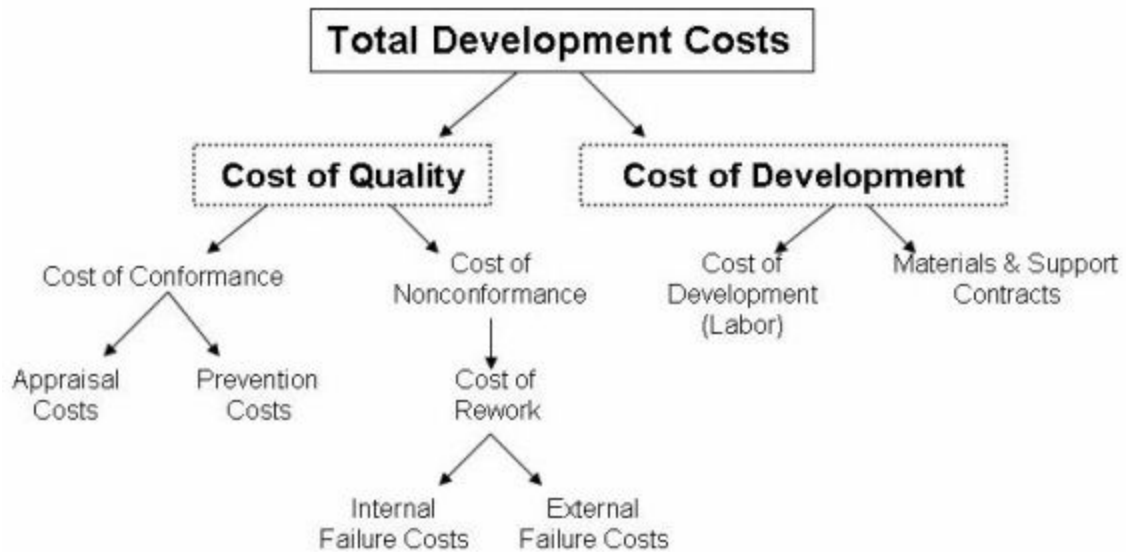 Total Development Costs
Cost of Quality
Cost of Development
Cost of Conformance
Cost of
Nonconformance
Cost of
Development
(Labor)
Materials & Support
Contracts
Appraisal
Costs
Prevention
Costs
Cost of
Rework
Internal
Failure Costs
External
Failure Costs